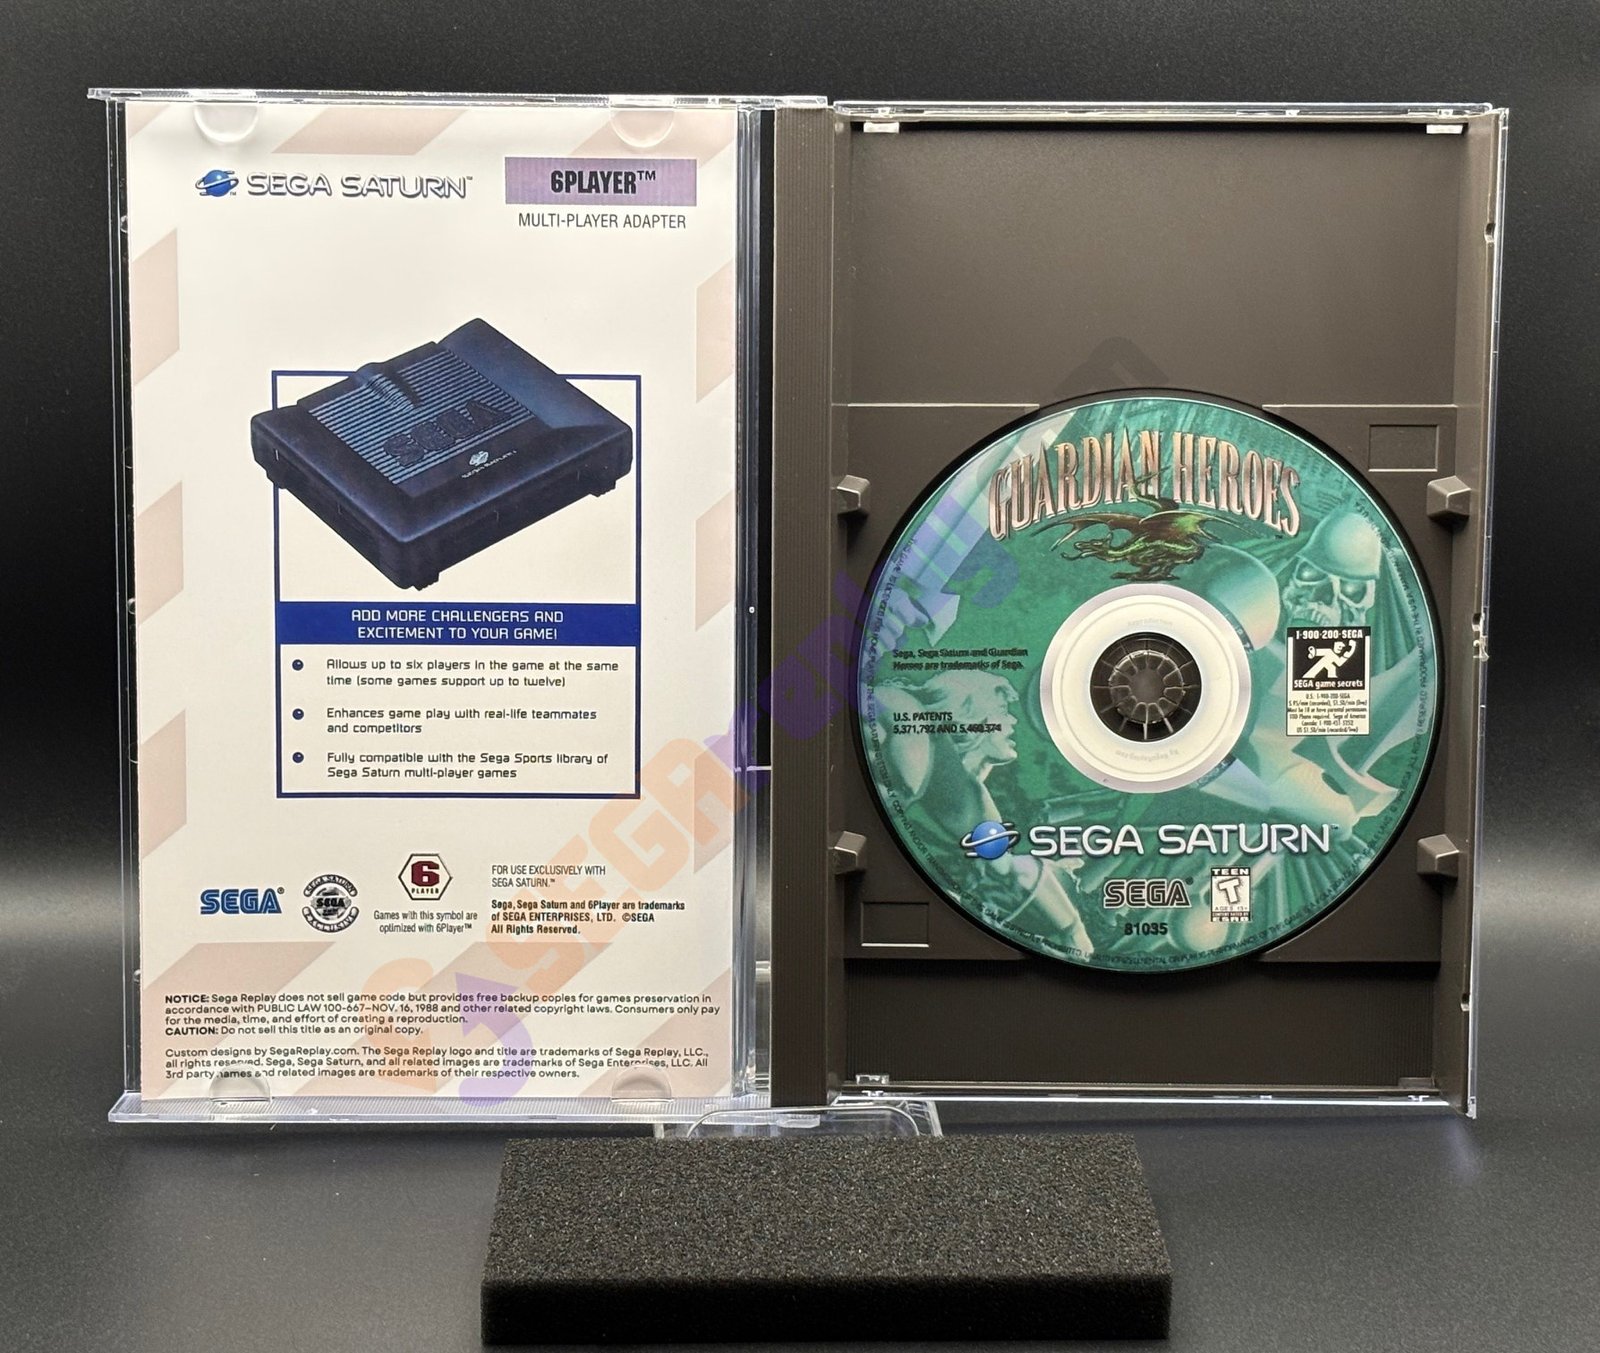 SEGA SATURN™
6PLAYER™
MULTI-PLAYER ADAPTER
SEGA
ADD MORE CHALLENGERS AND
EXCITEMENT TO YOUR GAME!
Allows up to six players in the game at the same
time (some games support up to twelve)
Enhances game play with real-life teammates
and competitors
Fully compatible with the Sega Sports library of
Sega Saturn multi-player games
SEGA®
SEGA
6
PLAYER
Games with this symbol are
optimized with 6Player™
FOR USE EXCLUSIVELY WITH
SEGA SATURN.™
Sega, Sega Saturn and 6Player are trademarks
of SEGA ENTERPRISES, LTD. ©SEGA
All Rights Reserved.
NOTICE: Sega Replay does not sell game code but provides free backup copies for games preservation in
accordance with PUBLIC LAW 100-667–NOV. 16, 1988 and other related copyright laws. Consumers only pay
for the media, time, and effort of creating a reproduction.
CAUTION: Do not sell this title as an original copy.
Custom designs by SegaReplay.com. The Sega Replay logo and title are trademarks of Sega Replay, LLC.,
all rights reserved. Sega, Sega Saturn, and all related images are trademarks of Sega Enterprises, LLC. All
3rd party names and related images are trademarks of their respective owners.
GUARDIAN HEROES™
Sega, Sega Saturn and Guardian
Heroes are trademarks of Sega.
U.S. PATENTS
5,371,792 AND 5,460,374
1-900-200-SEGA
SEGA game secrets
SEGA SATURN™
SEGA®
81035
TEEN
T
AGES 13+
ESRB
SEGAreplay